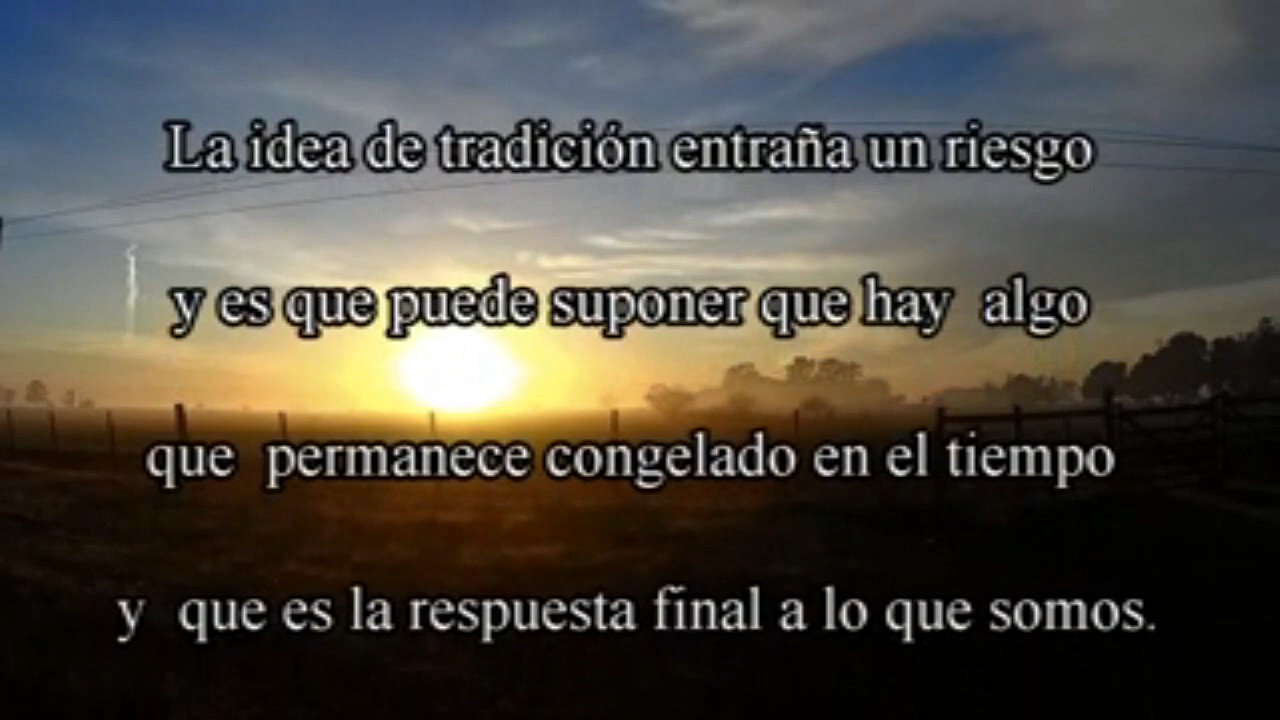 La idea de tradición entraña un riesgo
y es que puede suponer que hay algo
que permanece congelado en el tiempo
y que es la respuesta final a lo que somos.